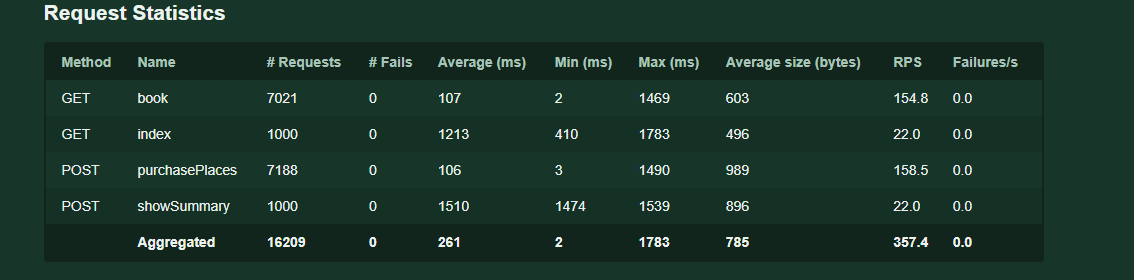 Request Statistics
Method Name # Requests # Fails Average (ms) Min (ms) Max (ms) Average size (bytes) RPS Failures/s
GET book 7021 0 107 2 1469 603 154.8 0.0
GET index 1000 0 1213 410 1783 496 22.0 0.0
POST purchasePlaces 7188 0 106 3 1490 989 158.5 0.0
POST showSummary 1000 0 1510 1474 1539 896 22.0 0.0
Aggregated 16209 0 261 2 1783 785 357.4 0.0